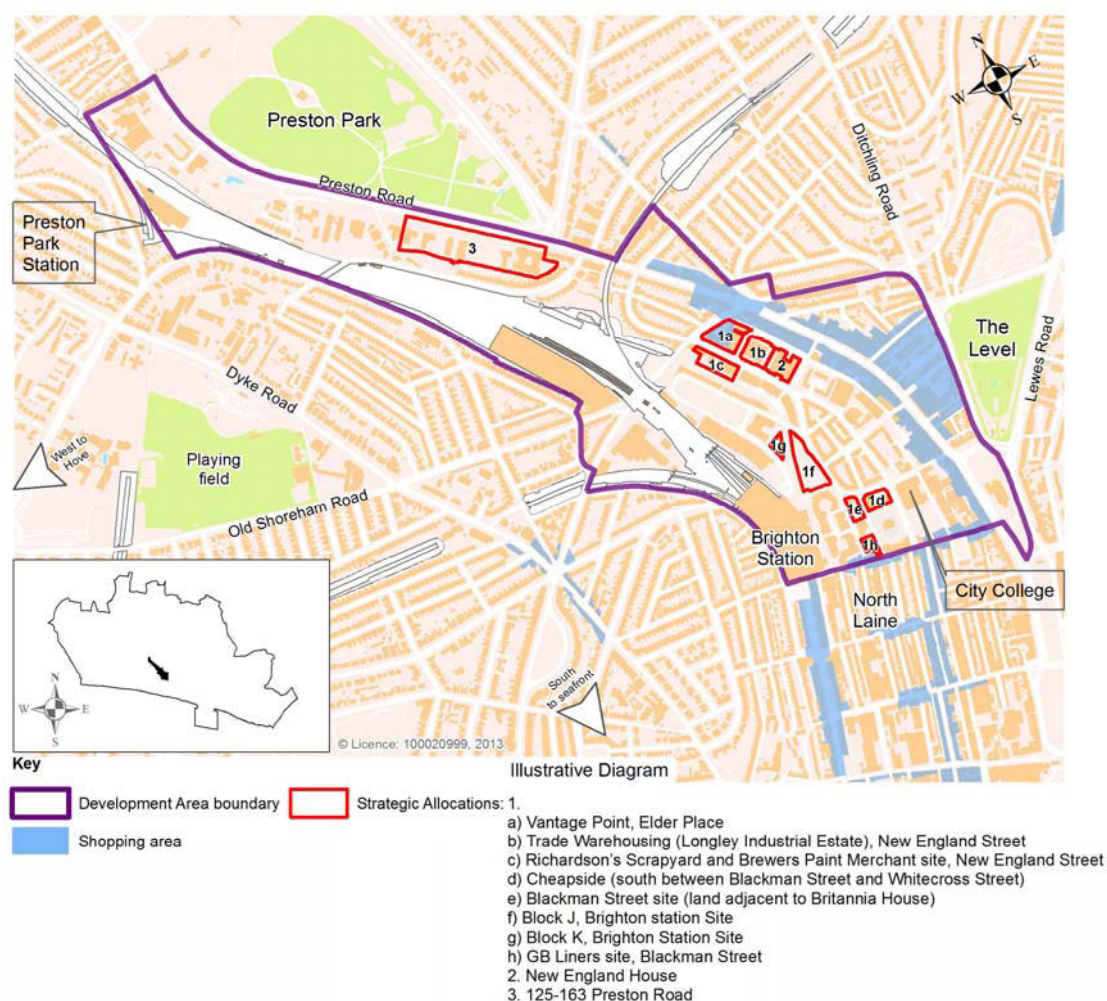 Preston Park
Preston Road
Ditchling Road
N
E
S
W
Preston
Park
Station
3
The
Level
Lewes Road
1a
1b
2
1c
Dyke Road
West to
Hove
Playing
field
1g
1f
Old Shoreham Road
1e
1d
1h
Brighton
Station
City College
North
Laine
South
to seafront
N
W
E
S
© Licence: 100020999, 2013.
Key
Illustrative Diagram
Development Area boundary
Shopping area
Strategic Allocations: 1.
a) Vantage Point, Elder Place
b) Trade Warehousing (Longley Industrial Estate), New England Street
c) Richardson's Scrapyard and Brewers Paint Merchant site, New England Street
d) Cheapside (south between Blackman Street and Whitecross Street)
e) Blackman Street site (land adjacent to Britannia House)
f) Block J, Brighton station Site
g) Block K, Brighton Station Site
h) GB Liners site, Blackman Street
2. New England House
3. 125-163 Preston Road